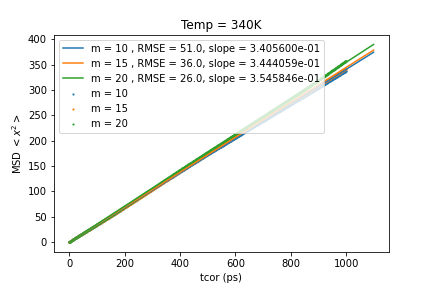 Temp = 340K
400
350
300
250
200
150
100
50
0
MSD < x² >
m = 10 , RMSE = 51.0, slope = 3.405600e-01
m = 15 , RMSE = 36.0, slope = 3.444059e-01
m = 20 , RMSE = 26.0, slope = 3.545846e-01
m = 10
m = 15
m = 20
0 200 400 600 800 1000
tcor (ps)